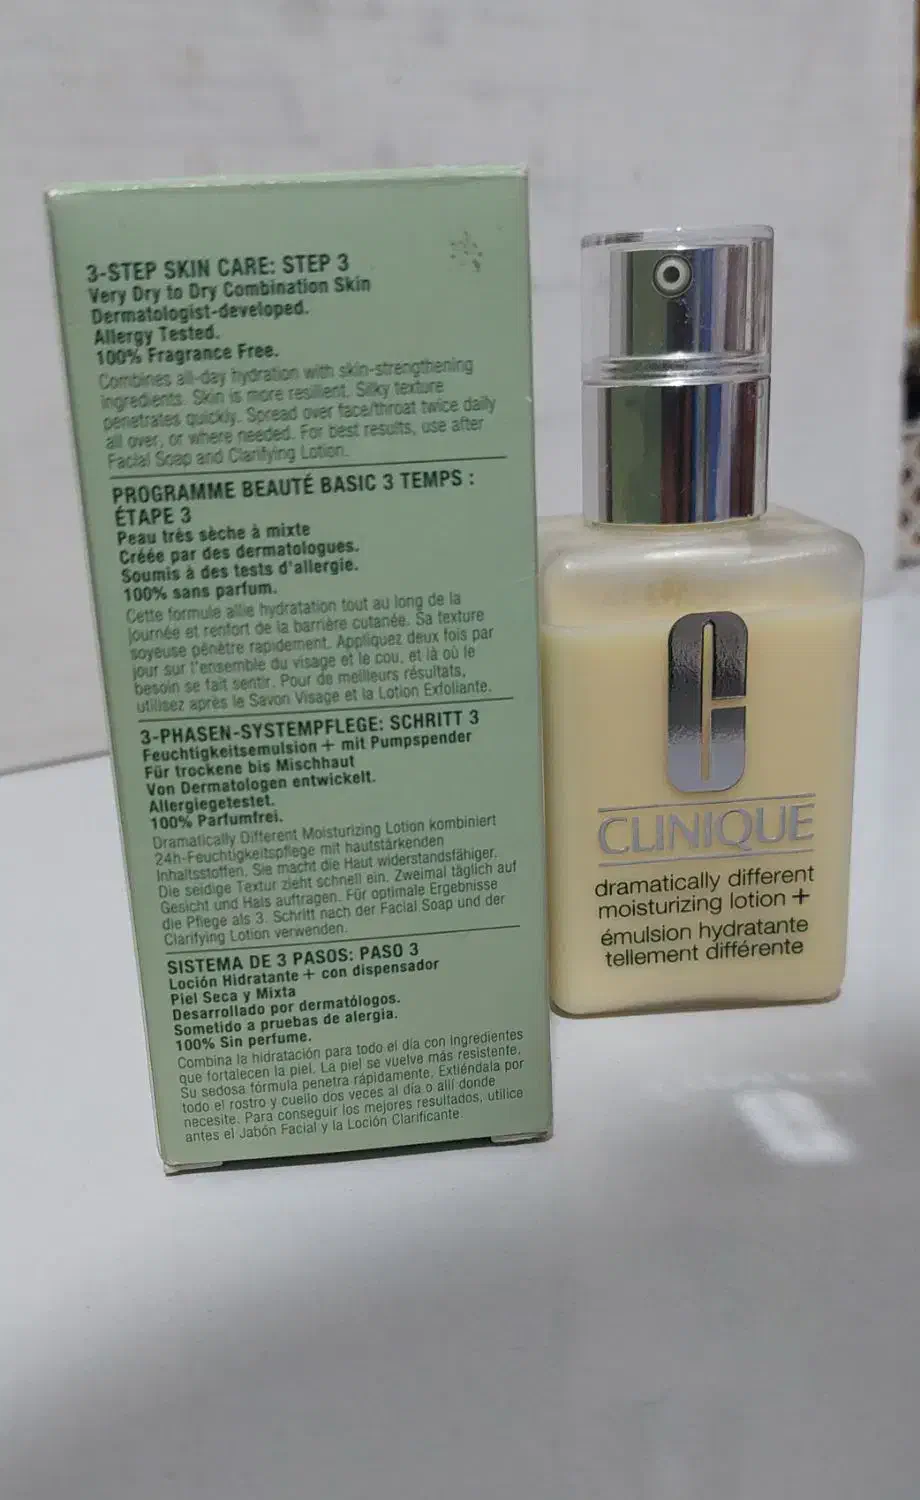 3-STEP SKIN CARE: STEP 3
Very Dry to Dry Combination Skin
Dermatologist-developed.
Allergy Tested.
100% Fragrance Free.
Combines all-day hydration with skin-strengthening
ingredients. Skin is more resilient. Silky texture
penetrates quickly. Spread over face/throat twice daily
all over, or where needed. For best results, use after
Facial Soap and Clarifying Lotion.
PROGRAMME BEAUTÉ BASIC 3 TEMPS :
ÉTAPE 3
Peau très sèche à mixte
Créée par des dermatologues.
Soumis à des tests d'allergie.
100% sans parfum.
Cette formule allie hydratation tout au long de la
journée et renfort de la barrière cutanée. Sa texture
soyeuse pénètre rapidement. Appliquez deux fois par
jour sur l'ensemble du visage et le cou, et là où le
besoin se fait sentir. Pour de meilleurs résultats,
utilisez après le Savon Visage et la Lotion Exfoliante.
3-PHASEN-SYSTEMPFLEGE: SCHRITT 3
Feuchtigkeitsemulsion + mit Pumpspender
Für trockene bis Mischhaut
Von Dermatologen entwickelt.
Allergiegetestet.
100% Parfumfrei.
Dramatically Different Moisturizing Lotion kombiniert
24h-Feuchtigkeitspflege mit hautstärkenden
Inhaltsstoffen. Sie macht die Haut widerstandsfähiger.
Die seidige Textur zieht schnell ein. Zweimal täglich auf
Gesicht und Hals auftragen. Für optimale Ergebnisse
die Pflege als 3. Schritt nach der Facial Soap und der
Clarifying Lotion verwenden.
SISTEMA DE 3 PASOS: PASO 3
Loción Hidratante + con dispensador
Piel Seca y Mixta
Desarrollado por dermatólogos.
Sometido a pruebas de alergia.
100% Sin perfume.
Combina la hidratación para todo el día con ingredientes
que fortalecen la piel. La piel se vuelve más resistente.
Su sedosa fórmula penetra rápidamente. Extiéndala por
todo el rostro y cuello dos veces al día o allí donde
necesite. Para conseguir los mejores resultados, utilice
antes el Jabón Facial y la Loción Clarificante.
C
CLINIQUE
dramatically different
moisturizing lotion +
émulsion hydratante
tellement différente